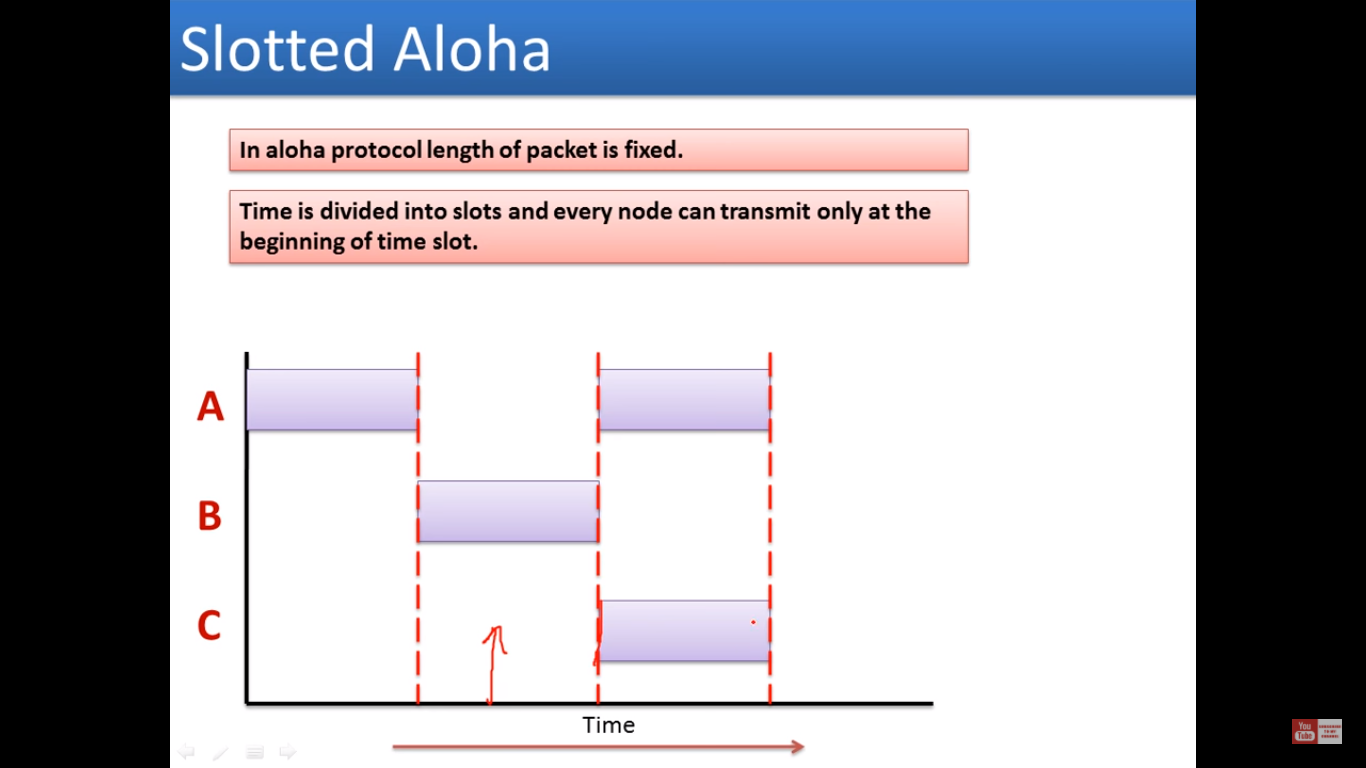 Slotted Aloha
In aloha protocol length of packet is fixed.
Time is divided into slots and every node can transmit only at the
beginning of time slot.
A
B
C
Time
You
Tube